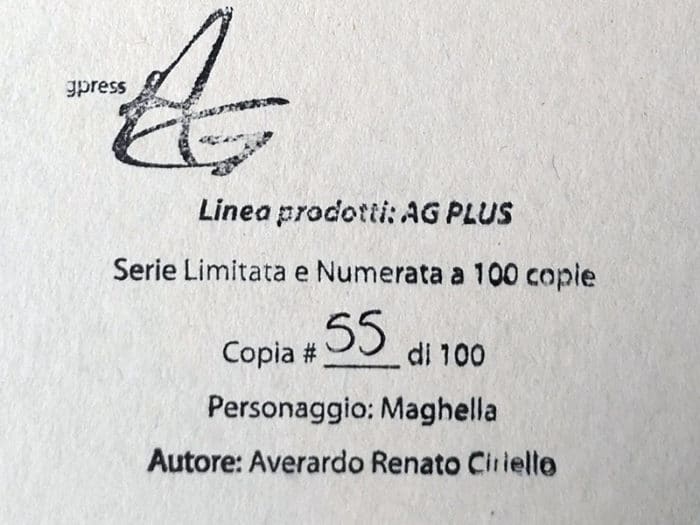 gpress AG
Linea prodotti: AG PLUS
Serie Limitata e Numerata a 100 copie
Copia # 55 di 100
Personaggio: Maghella
Autore: Averardo Renato Ciriello